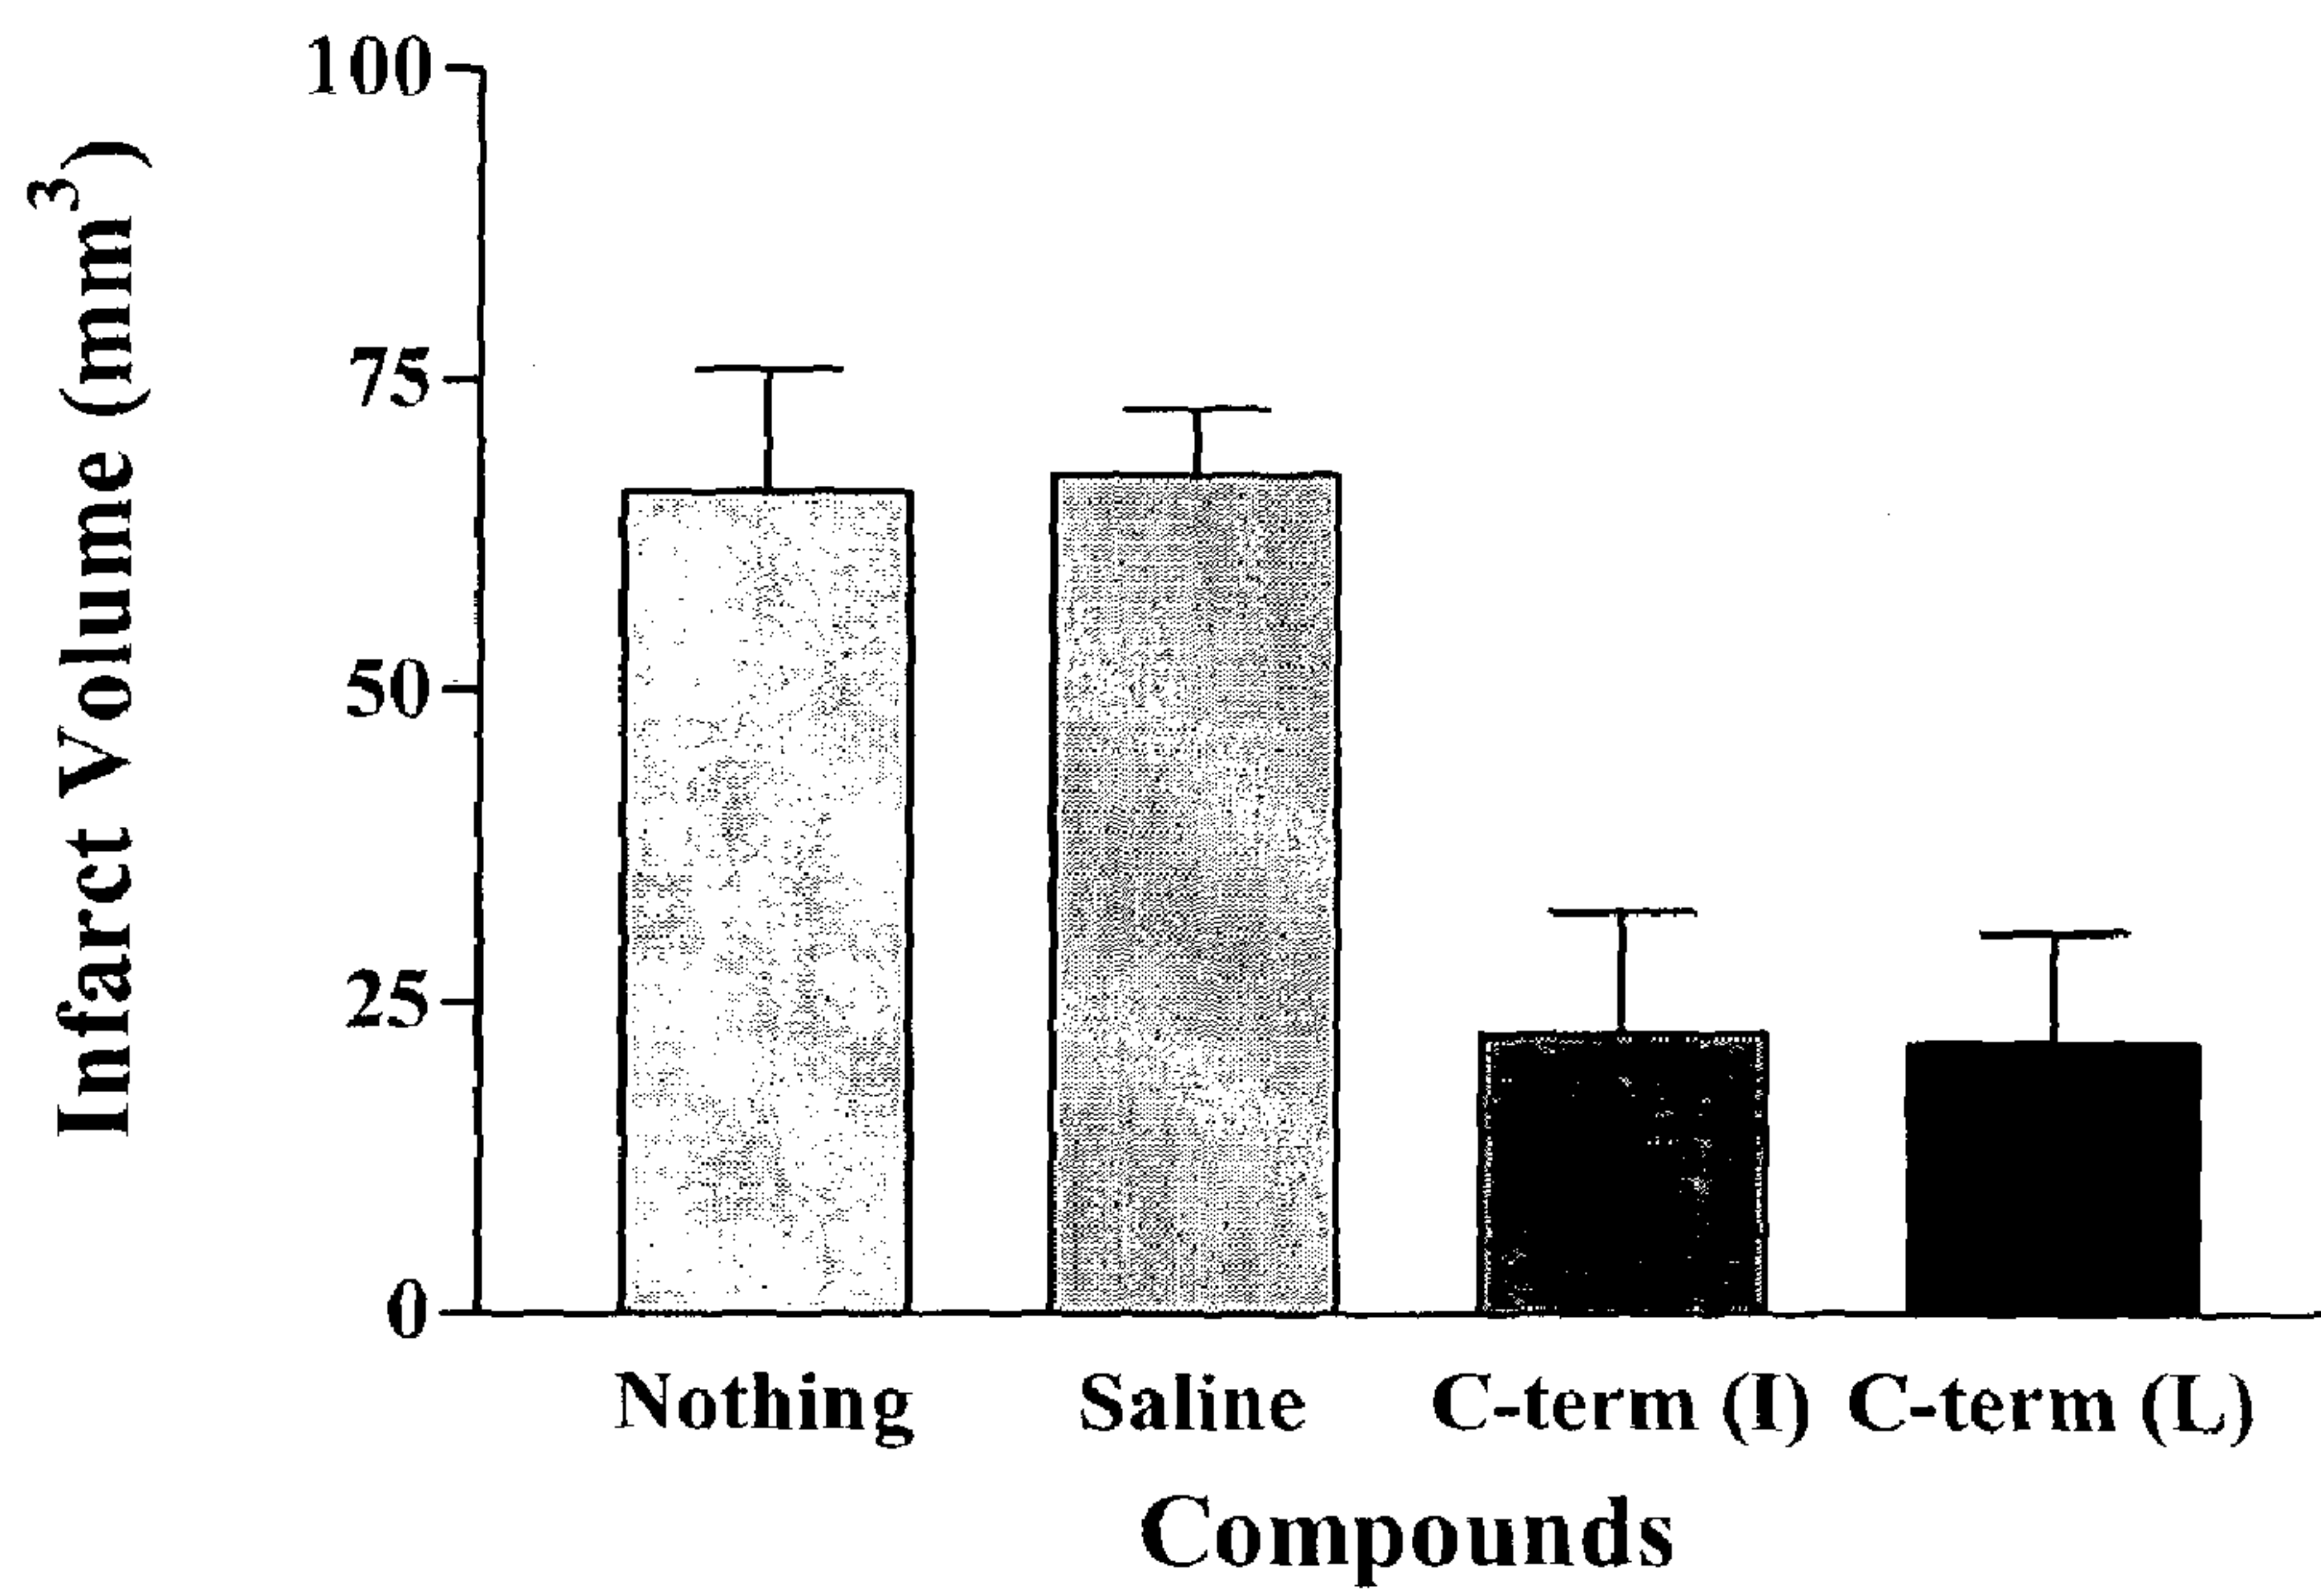 Infarct Volume (mm³)
100
75
50
25
0
Nothing Saline C-term (I) C-term (L)
Compounds